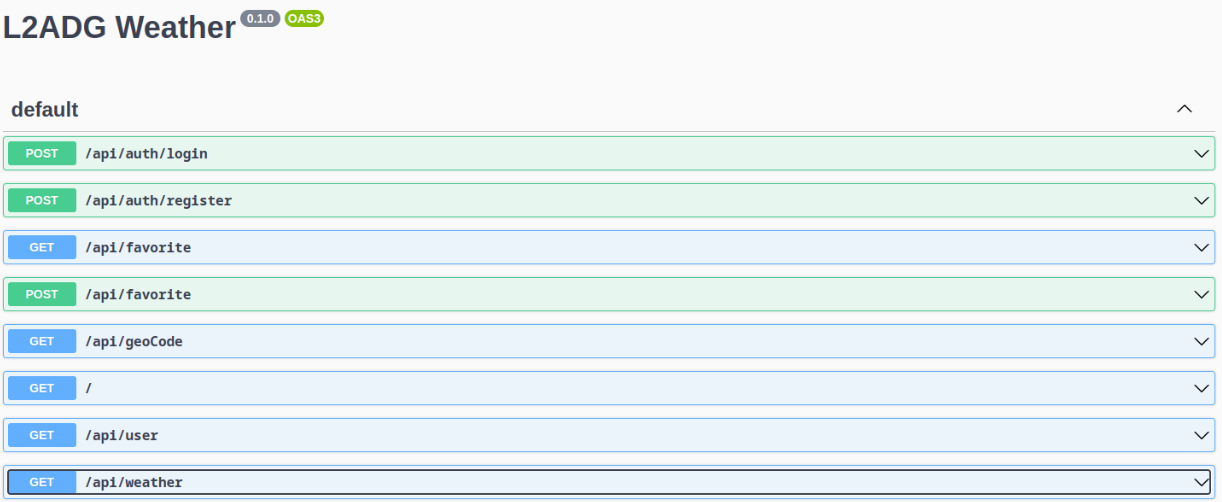 L2ADG Weather 0.1.0 OAS3
default
POST /api/auth/login
POST /api/auth/register
GET /api/favorite
POST /api/favorite
GET /api/geoCode
GET /
GET /api/user
GET /api/weather